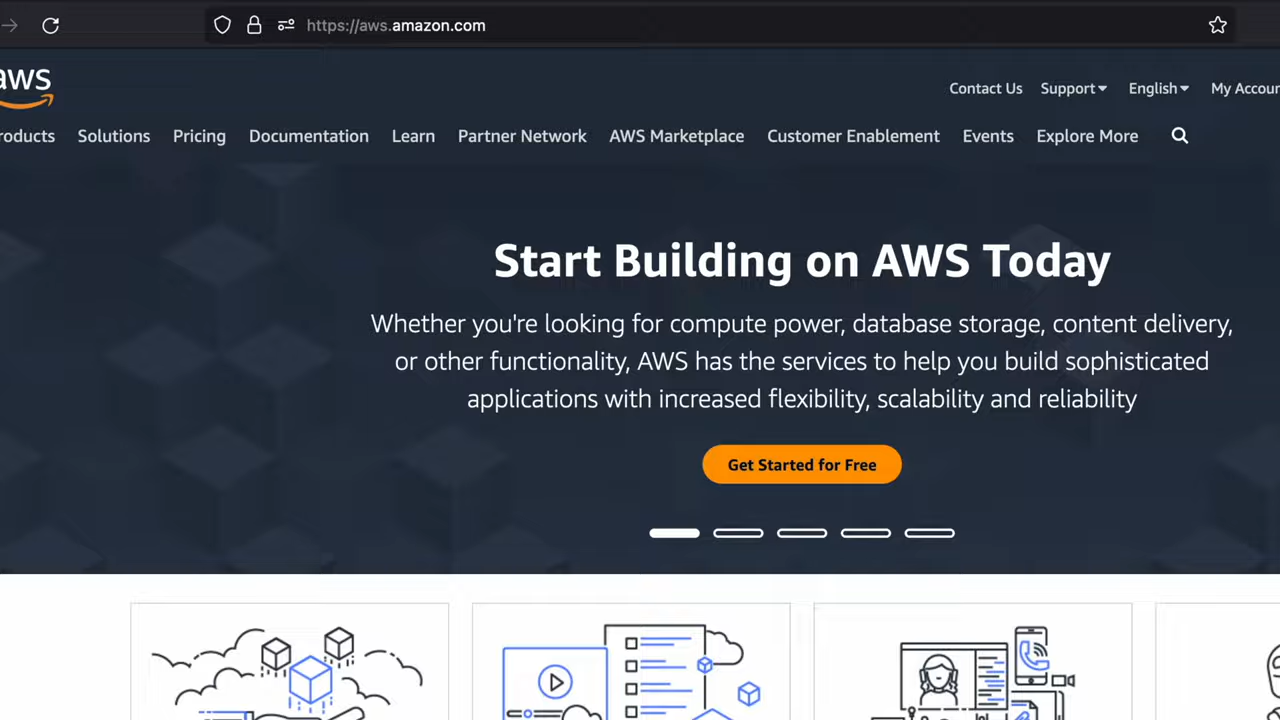 https://aws.amazon.com
aws
Contact Us Support English My Accoun
roducts Solutions Pricing Documentation Learn Partner Network AWS Marketplace Customer Enablement Events Explore More
Start Building on AWS Today
Whether you're looking for compute power, database storage, content delivery,
or other functionality, AWS has the services to help you build sophisticated
applications with increased flexibility, scalability and reliability
Get Started for Free